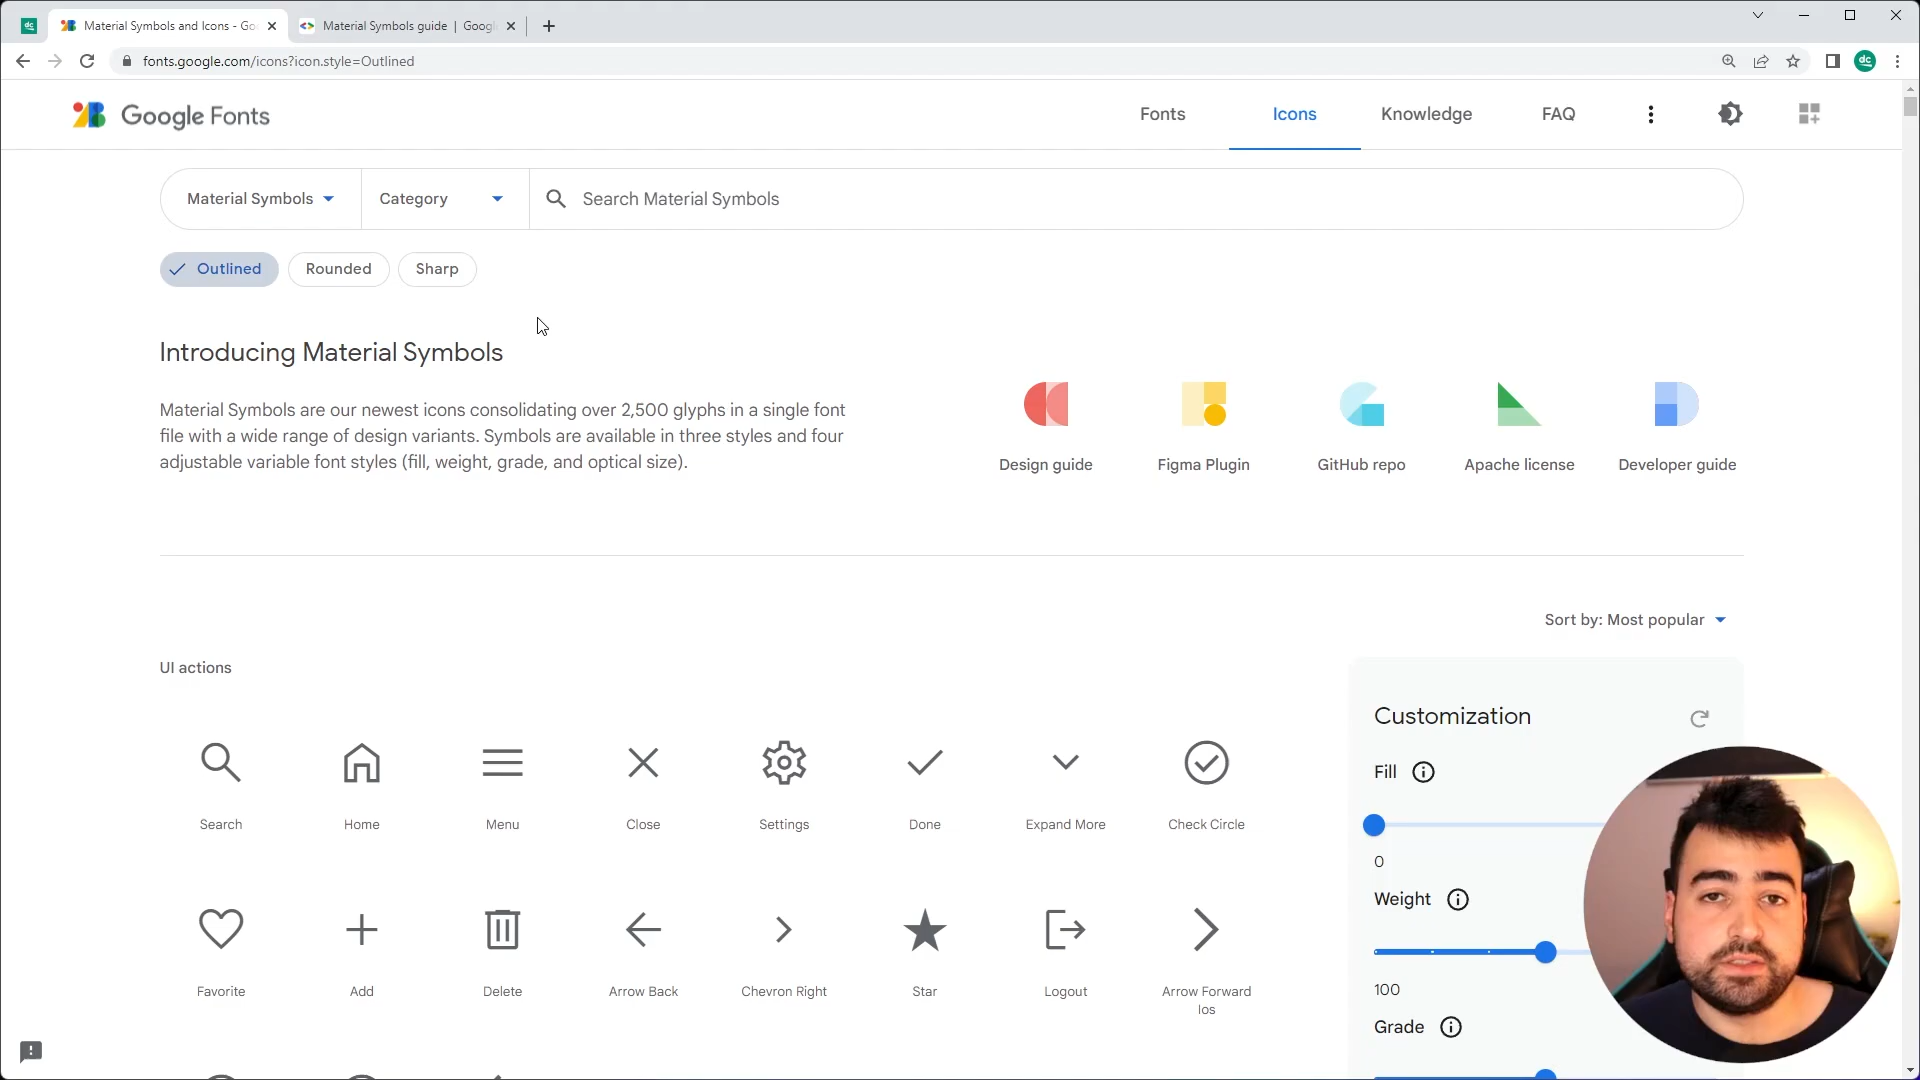 dc
Material Symbols and Icons - Go
Material Symbols guide | Goog
fonts.google.com/icons?icon.style=Outlined
dc
Google Fonts
Fonts
Icons
Knowledge
FAQ
Material Symbols
Category
Search Material Symbols
Outlined
Rounded
Sharp
Introducing Material Symbols
Material Symbols are our newest icons consolidating over 2,500 glyphs in a single font
file with a wide range of design variants. Symbols are available in three styles and four
adjustable variable font styles (fill, weight, grade, and optical size).
Design guide
Figma Plugin
GitHub repo
Apache license
Developer guide
Sort by: Most popular
UI actions
Search
Home
Menu
Close
Settings
Done
Expand More
Check Circle
Favorite
Add
Delete
Arrow Back
Chevron Right
Star
Logout
Arrow Forward
Ios
Customization
Fill
0
Weight
100
Grade